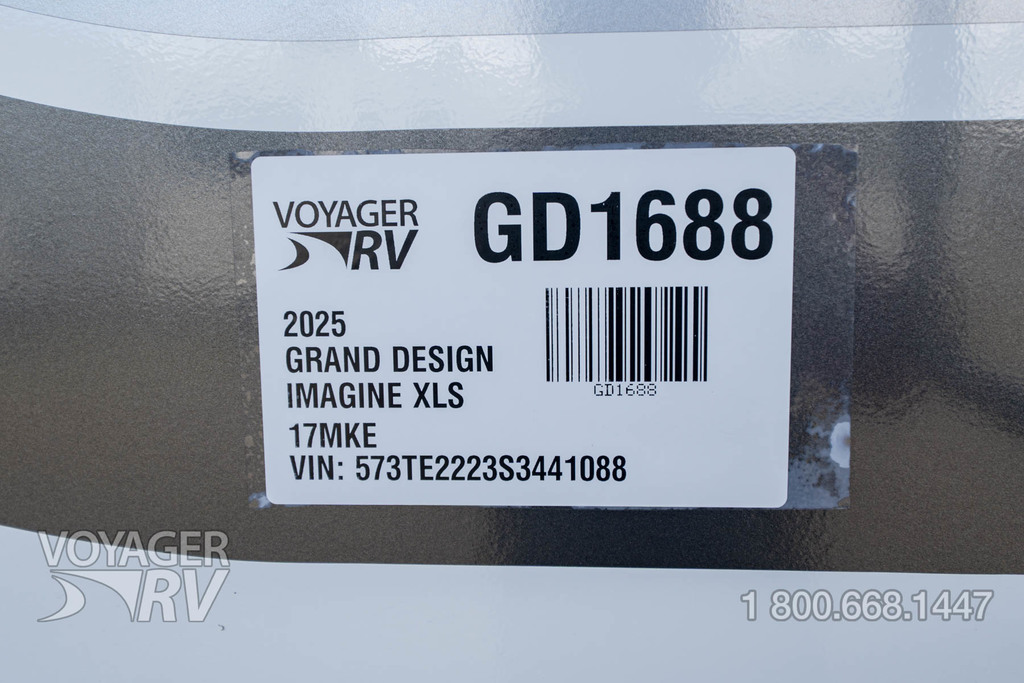 VOYAGER
RV
GD1688
2025
GRAND DESIGN
IMAGINE XLS
17MKE
VIN: 573TE2223S3441088
GD1688
VOYAGER
RV
1 800.668.1447